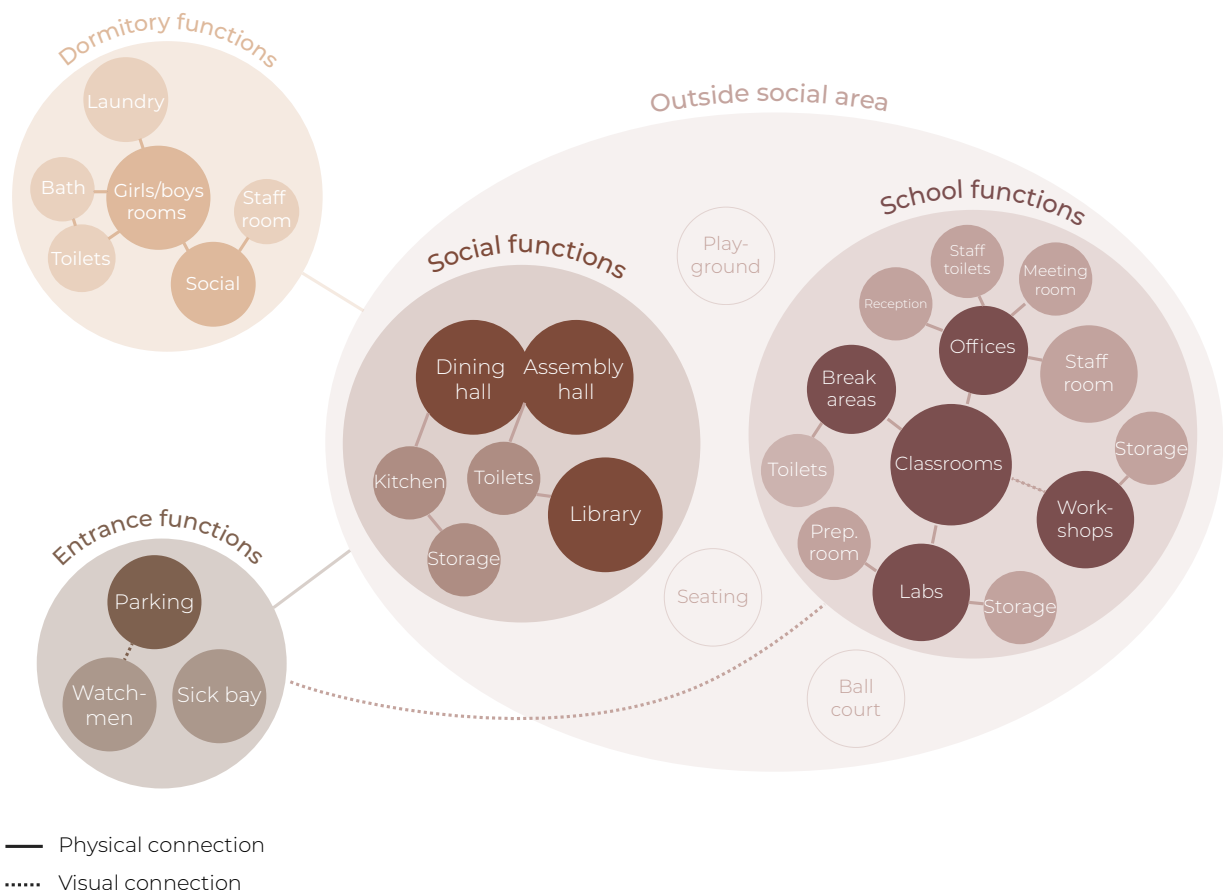 Dormitory functions
Laundry
Bath
Girls/boys
rooms
Staff
room
Toilets
Social
Outside social area
Play-
ground
Seating
Ball
court
Social functions
Dining
hall
Assembly
hall
Kitchen
Toilets
Library
Storage
School functions
Staff
toilets
Meeting
room
Reception
Offices
Staff
room
Break
areas
Classrooms
Storage
Toilets
Work-
shops
Prep.
room
Labs
Storage
Entrance functions
Parking
Watch-
men
Sick bay
Physical connection
Visual connection